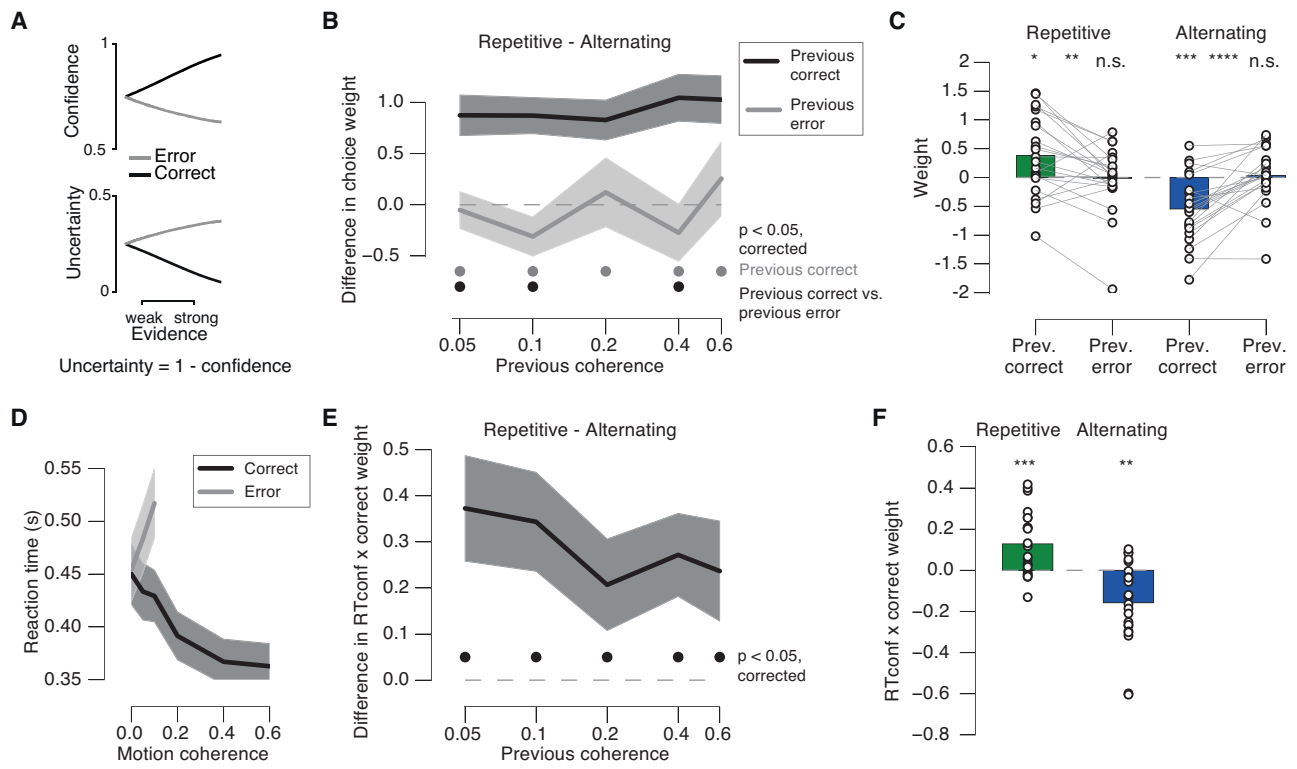 A
1
Confidence
0.5
Error
Correct
0.5
Uncertainty
0
weak strong
Evidence
Uncertainty = 1 - confidence
B
Repetitive - Alternating
Previous
correct
Previous
error
Difference in choice weight
1.0
0.5
0.0
−0.5
p < 0.05,
corrected
Previous correct
Previous correct vs.
previous error
0.05 0.1 0.2 0.4 0.6
Previous coherence
C
Repetitive Alternating
* ** n.s. *** **** n.s.
Weight
2
1.5
1
0.5
0
-0.5
-1
-1.5
-2
Prev. Prev. Prev. Prev.
correct error correct error
D
Correct
Error
Reaction time (s)
0.55
0.50
0.45
0.40
0.35
0.0 0.2 0.4 0.6
Motion coherence
E
Repetitive - Alternating
Difference in RTconf x correct weight
0.5
0.4
0.3
0.2
0.1
0.0
p < 0.05,
corrected
0.05 0.1 0.2 0.4 0.6
Previous coherence
F
Repetitive Alternating
*** **
RTconf x correct weight
0.6
0.4
0.2
0.0
−0.2
−0.4
−0.6
−0.8